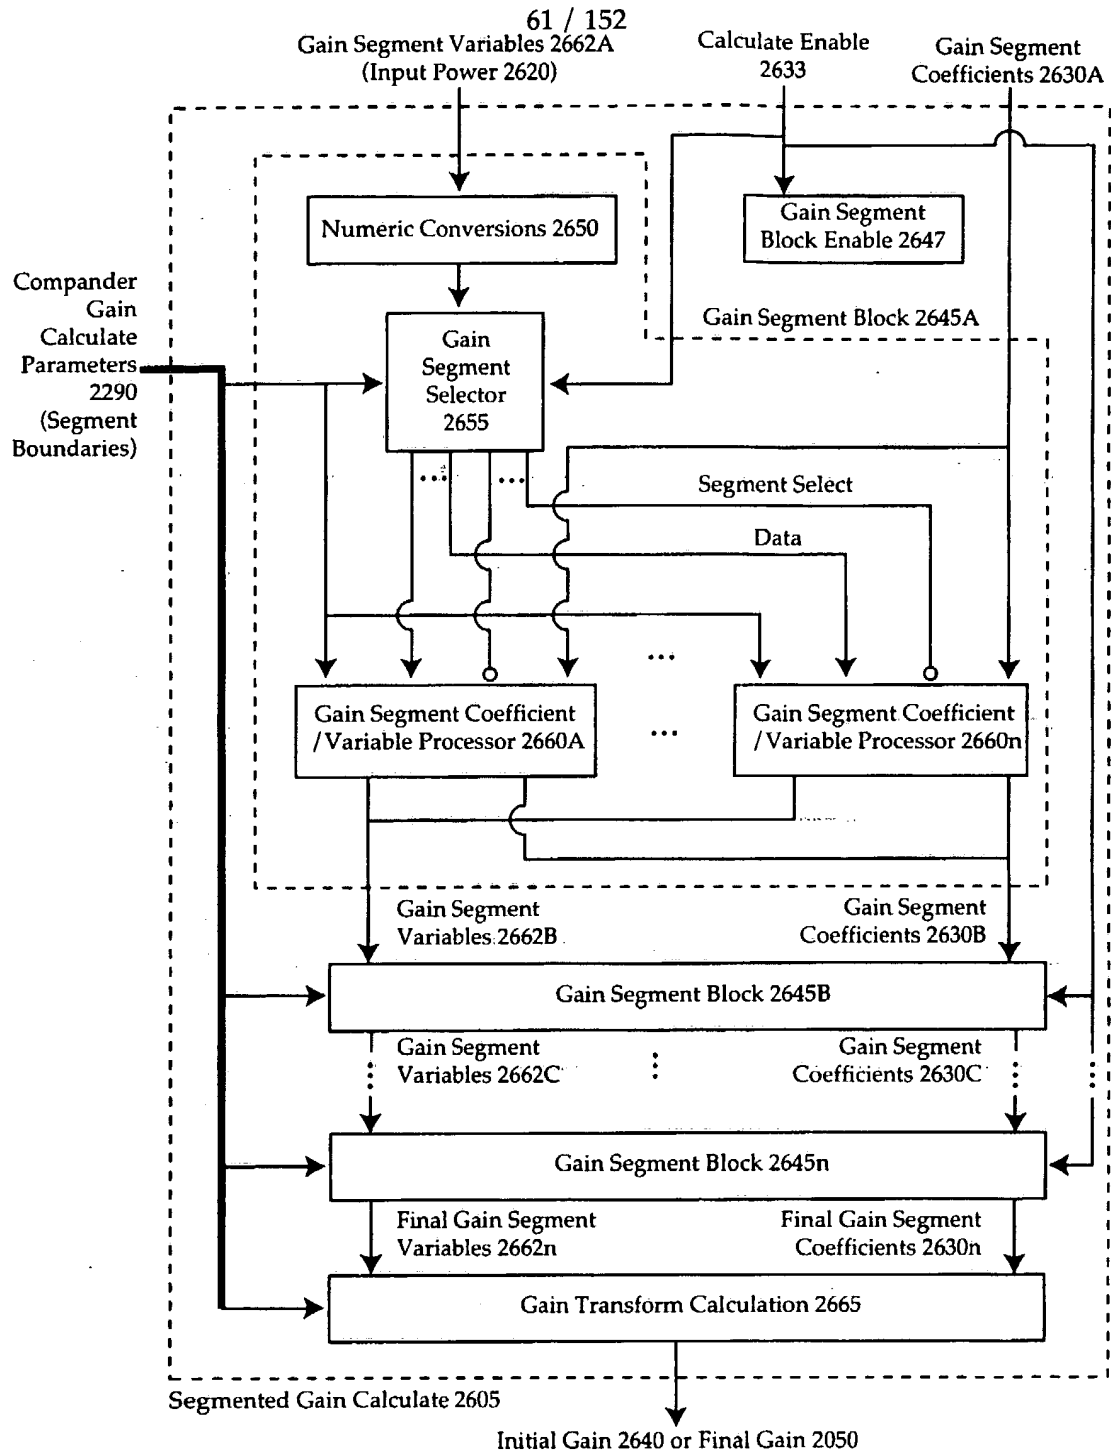 61 / 152
Gain Segment Variables 2662A
(Input Power 2620)
Calculate Enable
2633
Gain Segment
Coefficients 2630A
Numeric Conversions 2650
Gain Segment
Block Enable 2647
Compander
Gain
Calculate
Parameters
2290
(Segment
Boundaries)
Gain
Segment
Selector
2655
Gain Segment Block 2645A
...
...
Segment Select
Data
...
Gain Segment Coefficient
/Variable Processor 2660A
...
Gain Segment Coefficient
/Variable Processor 2660n
Gain Segment
Variables 2662B
Gain Segment
Coefficients 2630B
Gain Segment Block 2645B
Gain Segment
Variables 2662C
Gain Segment
Coefficients 2630C
Gain Segment Block 2645n
Final Gain Segment
Variables 2662n
Final Gain Segment
Coefficients 2630n
Gain Transform Calculation 2665
Segmented Gain Calculate 2605
Initial Gain 2640 or Final Gain 2050